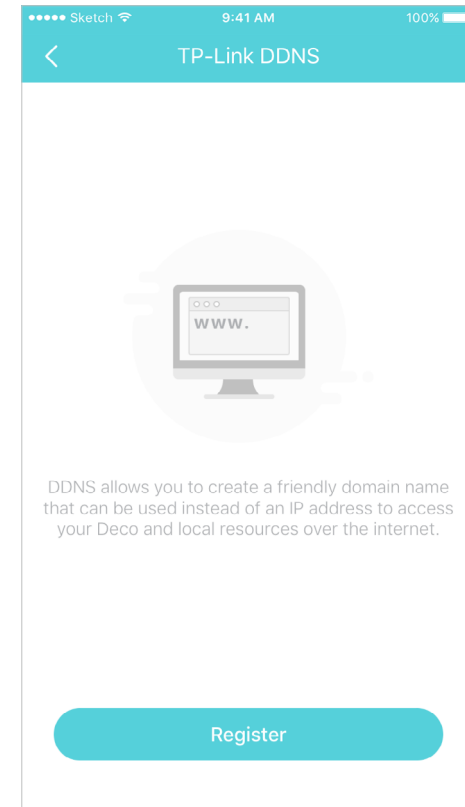 ●●●●● Sketch 9:41 AM 100%
TP-Link DDNS
www.
DDNS allows you to create a friendly domain name
that can be used instead of an IP address to access
your Deco and local resources over the internet.
Register